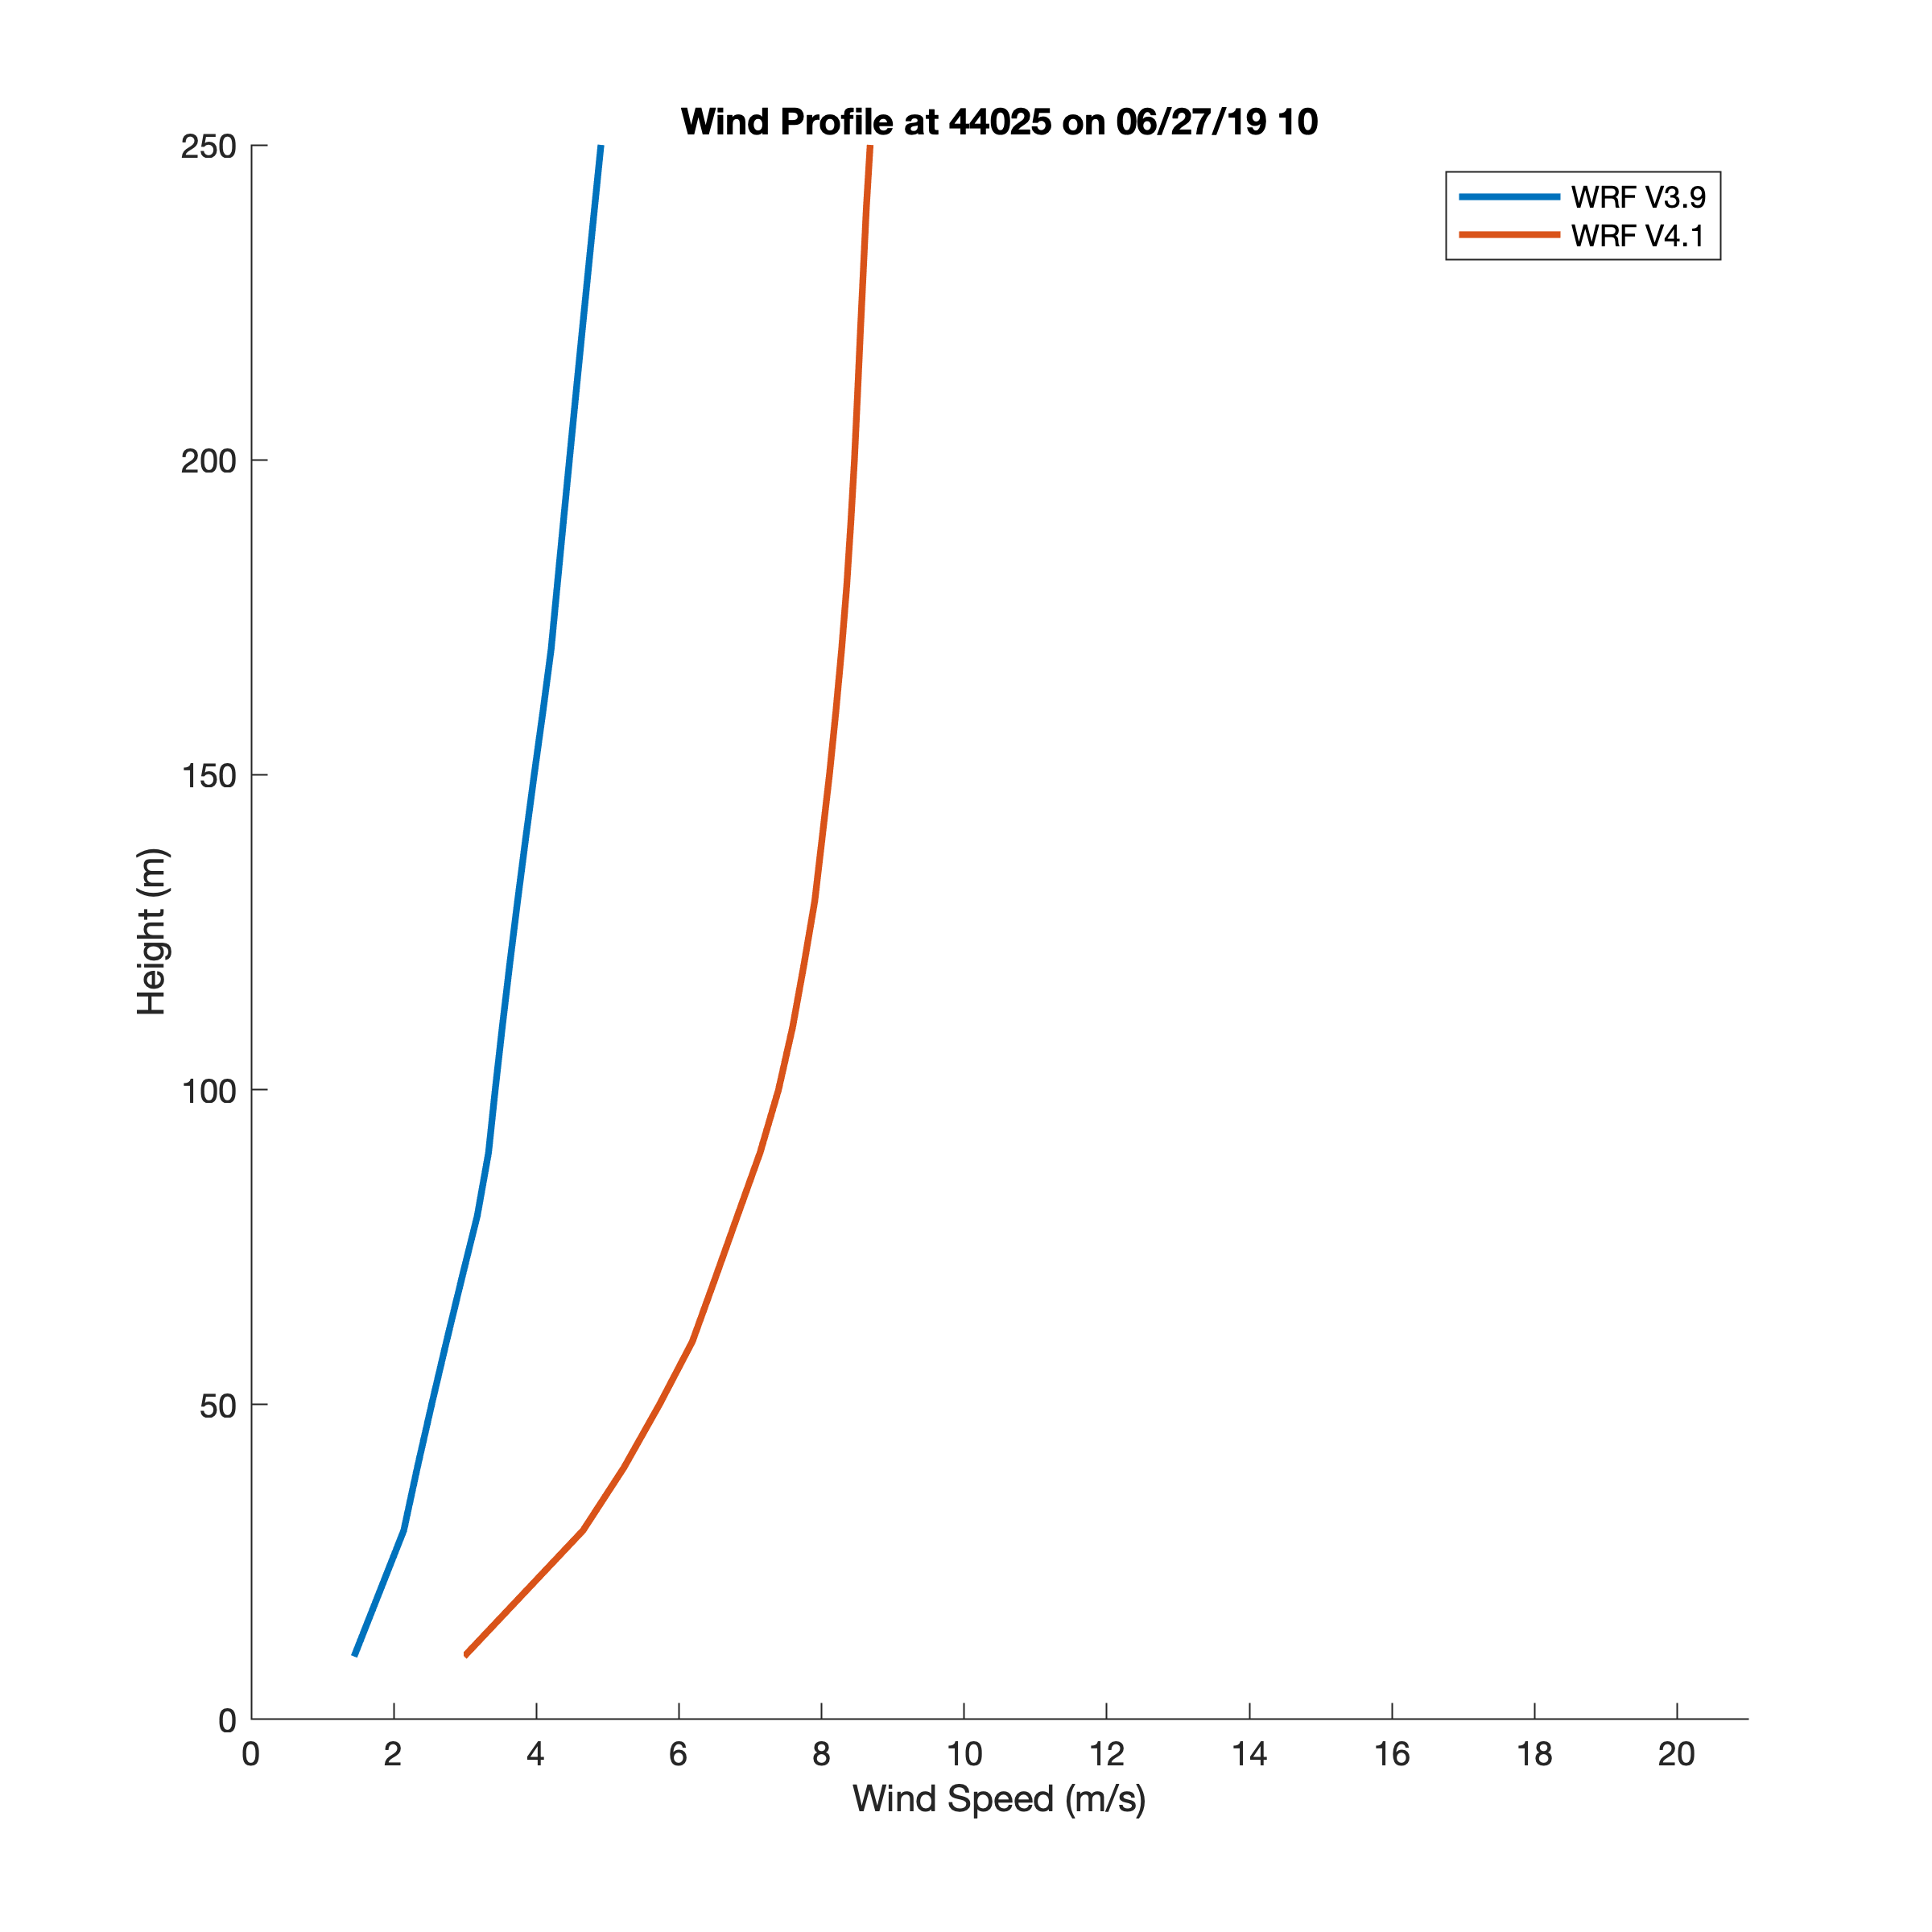 Wind Profile at 44025 on 06/27/19 10
WRF V3.9
WRF V4.1
250
200
150
100
50
0
Height (m)
0 2 4 6 8 10 12 14 16 18 20
Wind Speed (m/s)